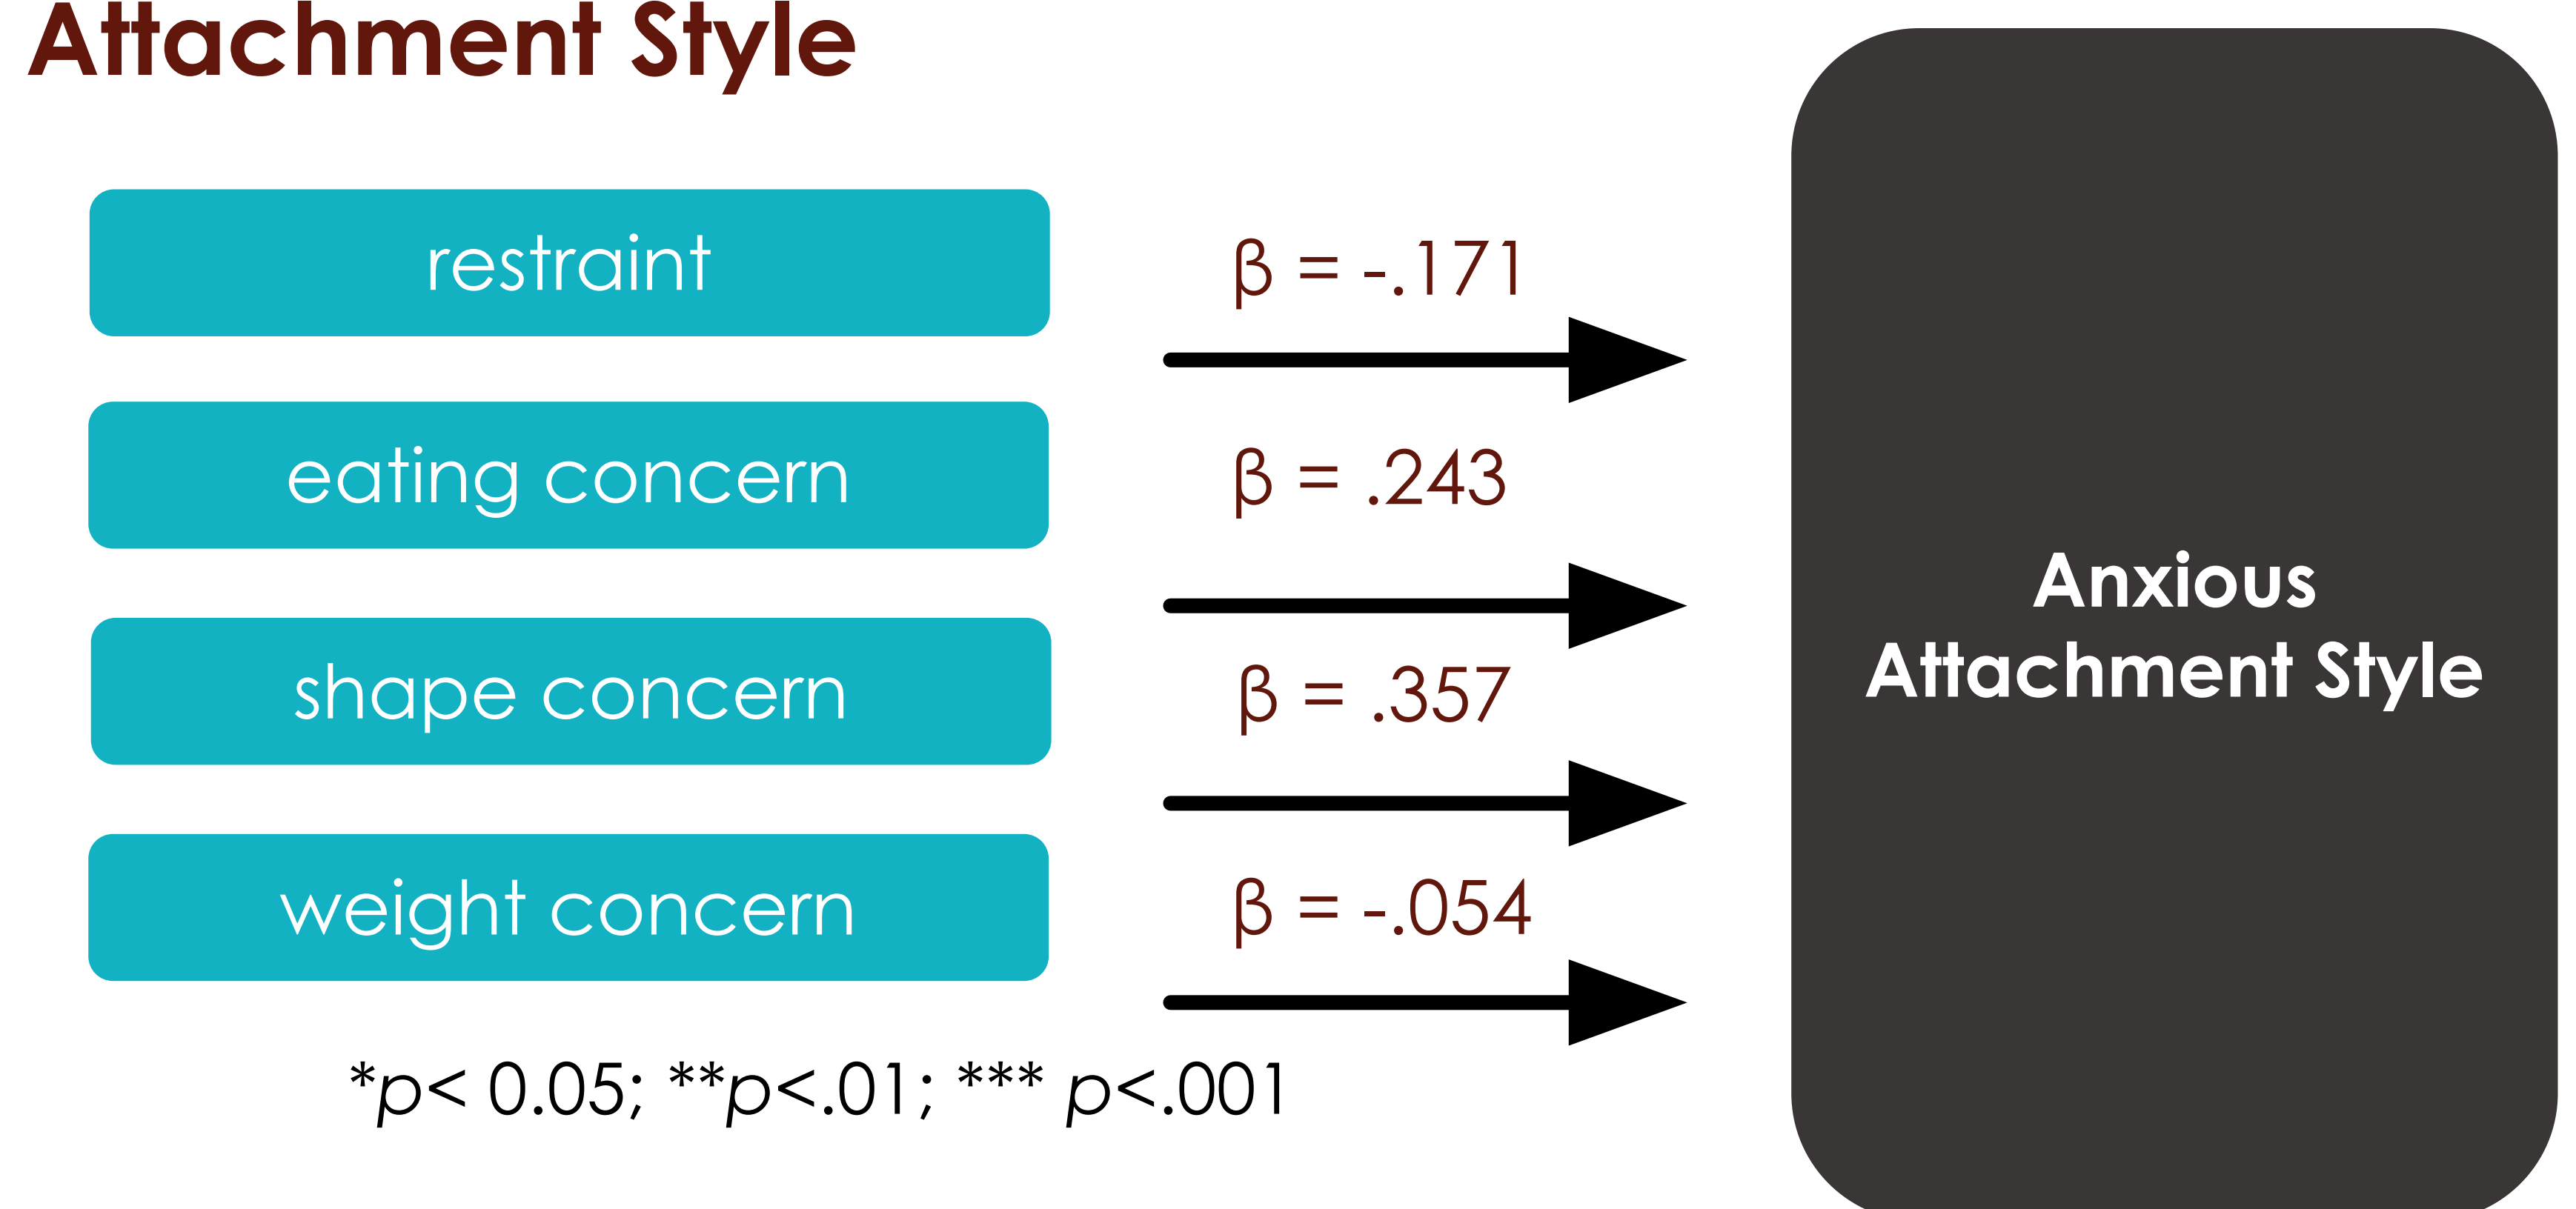 Attachment Style
restraint
β = -.171
eating concern
β = .243
shape concern
β = .357
weight concern
β = -.054
Anxious
Attachment Style
*p< 0.05; **p<.01; *** p<.001